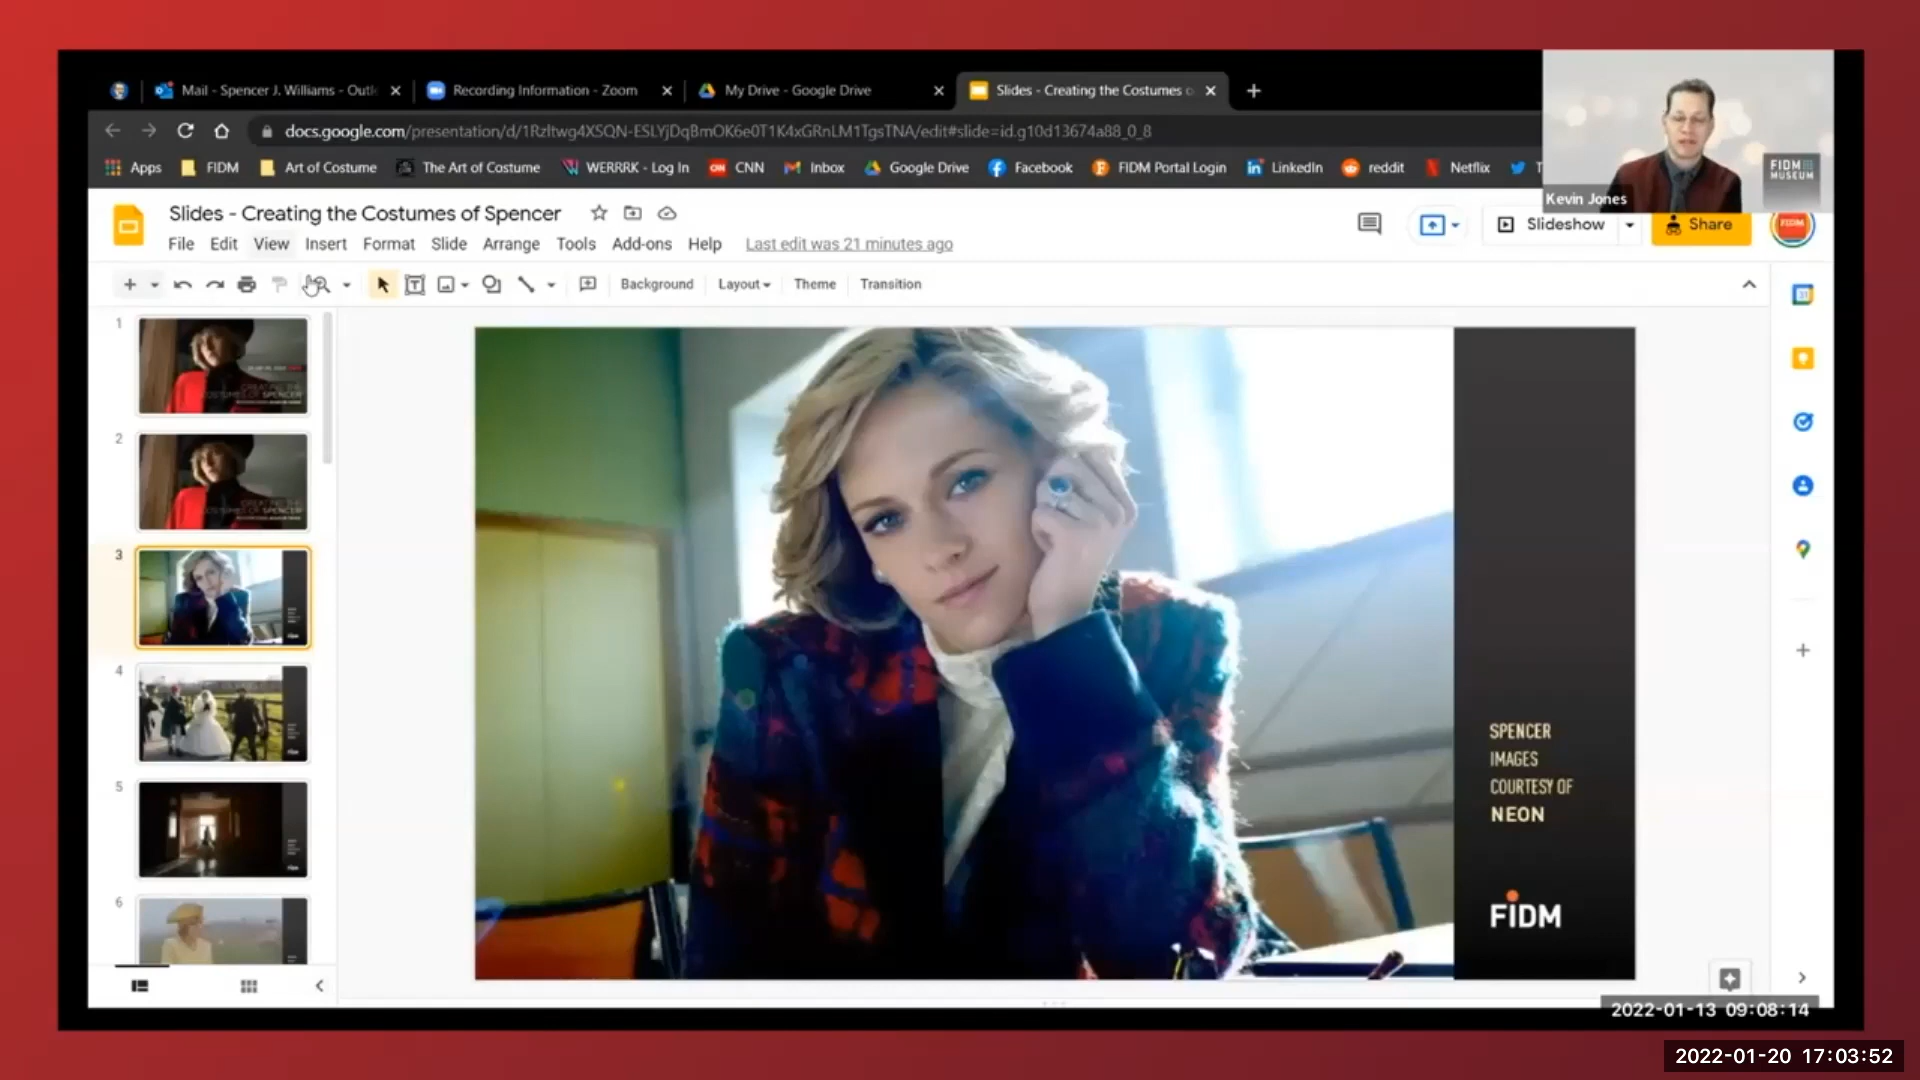 Mail - Spencer J. Williams - Outl
Recording Information - Zoom
My Drive - Google Drive
Slides - Creating the Costumes o
docs.google.com/presentation/d/1Rzltwg4XSQN-ESLYjDqBmOK6e0T1K4xGRnLM1TgsTNA/edit#slide=id.g10d13674a88_0_8
Apps
FIDM
Art of Costume
The Art of Costume
WERRRK - Log In
CNN
Inbox
Google Drive
Facebook
FIDM Portal Login
LinkedIn
reddit
Netflix
T
FIDM
MUSEUM
Kevin Jones
Slides - Creating the Costumes of Spencer
File Edit View Insert Format Slide Arrange Tools Add-ons Help Last edit was 21 minutes ago
Slideshow
Share
FIDM
Background Layout Theme Transition
1
2
3
4
5
6
SPENCER
IMAGES
COURTESY OF
NEON
FIDM
2022-01-13 09:08:14
2022-01-20 17:03:52